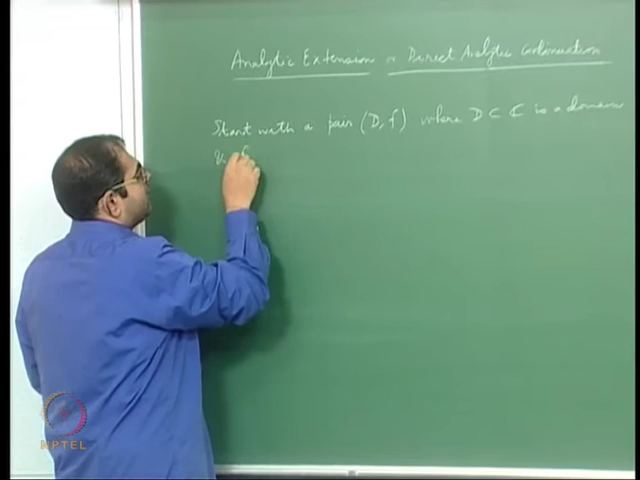 Analytic Extension or Direct Analytic Continuation
Start with a pair (D, f) where D ⊂ ℂ is a domain
&
NPTEL